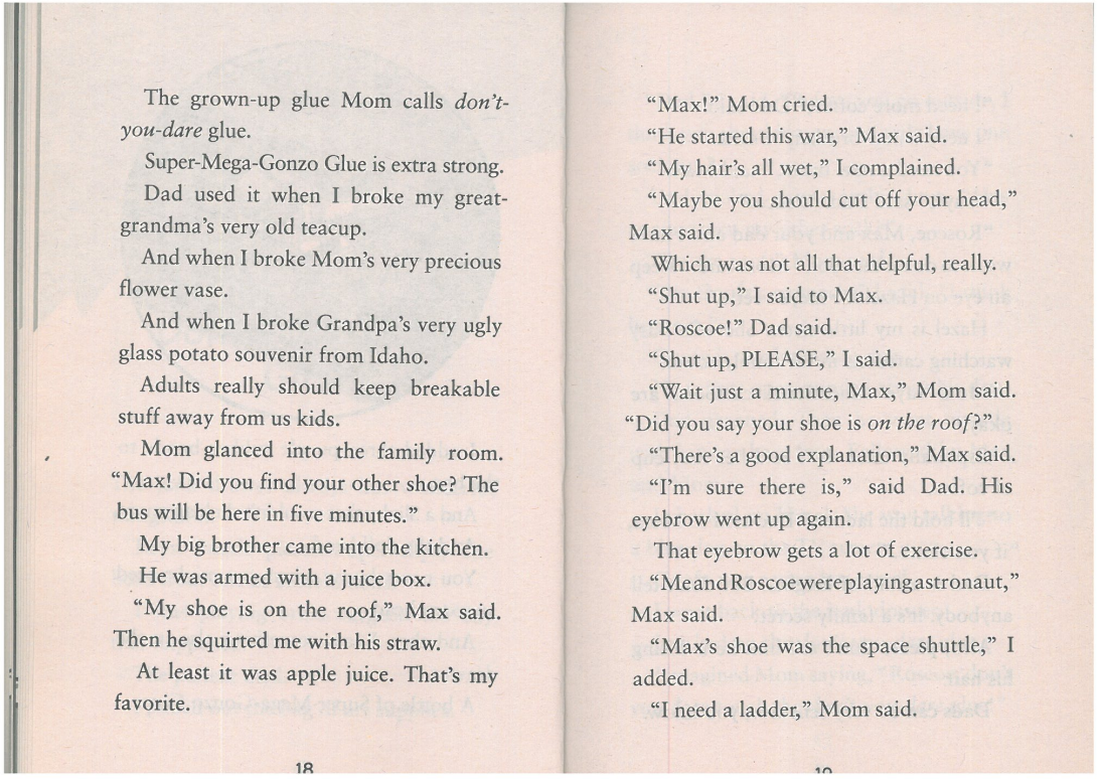 The grown-up glue Mom calls don't-
you-dare glue.
Super-Mega-Gonzo Glue is extra strong.
Dad used it when I broke my great-
grandma's very old teacup.
And when I broke Mom's very precious
flower vase.
And when I broke Grandpa's very ugly
glass potato souvenir from Idaho.
Adults really should keep breakable
stuff away from us kids.
Mom glanced into the family room.
“Max! Did you find your other shoe? The
bus will be here in five minutes.”
My big brother came into the kitchen.
He was armed with a juice box.
“My shoe is on the roof,” Max said.
Then he squirted me with his straw.
At least it was apple juice. That's my
favorite.
18
“Max!” Mom cried.
“He started this war,” Max said.
“My hair's all wet,” I complained.
“Maybe you should cut off your head,”
Max said.
Which was not all that helpful, really.
“Shut up,” I said to Max.
“Roscoe!” Dad said.
“Shut up, PLEASE,” I said.
“Wait just a minute, Max,” Mom said.
“Did you say your shoe is on the roof?”
“There's a good explanation,” Max said.
“I'm sure there is,” said Dad. His
eyebrow went up again.
That eyebrow gets a lot of exercise.
“Me and Roscoe were playing astronaut,”
Max said.
“Max's shoe was the space shuttle,” I
added.
“I need a ladder,” Mom said.
19